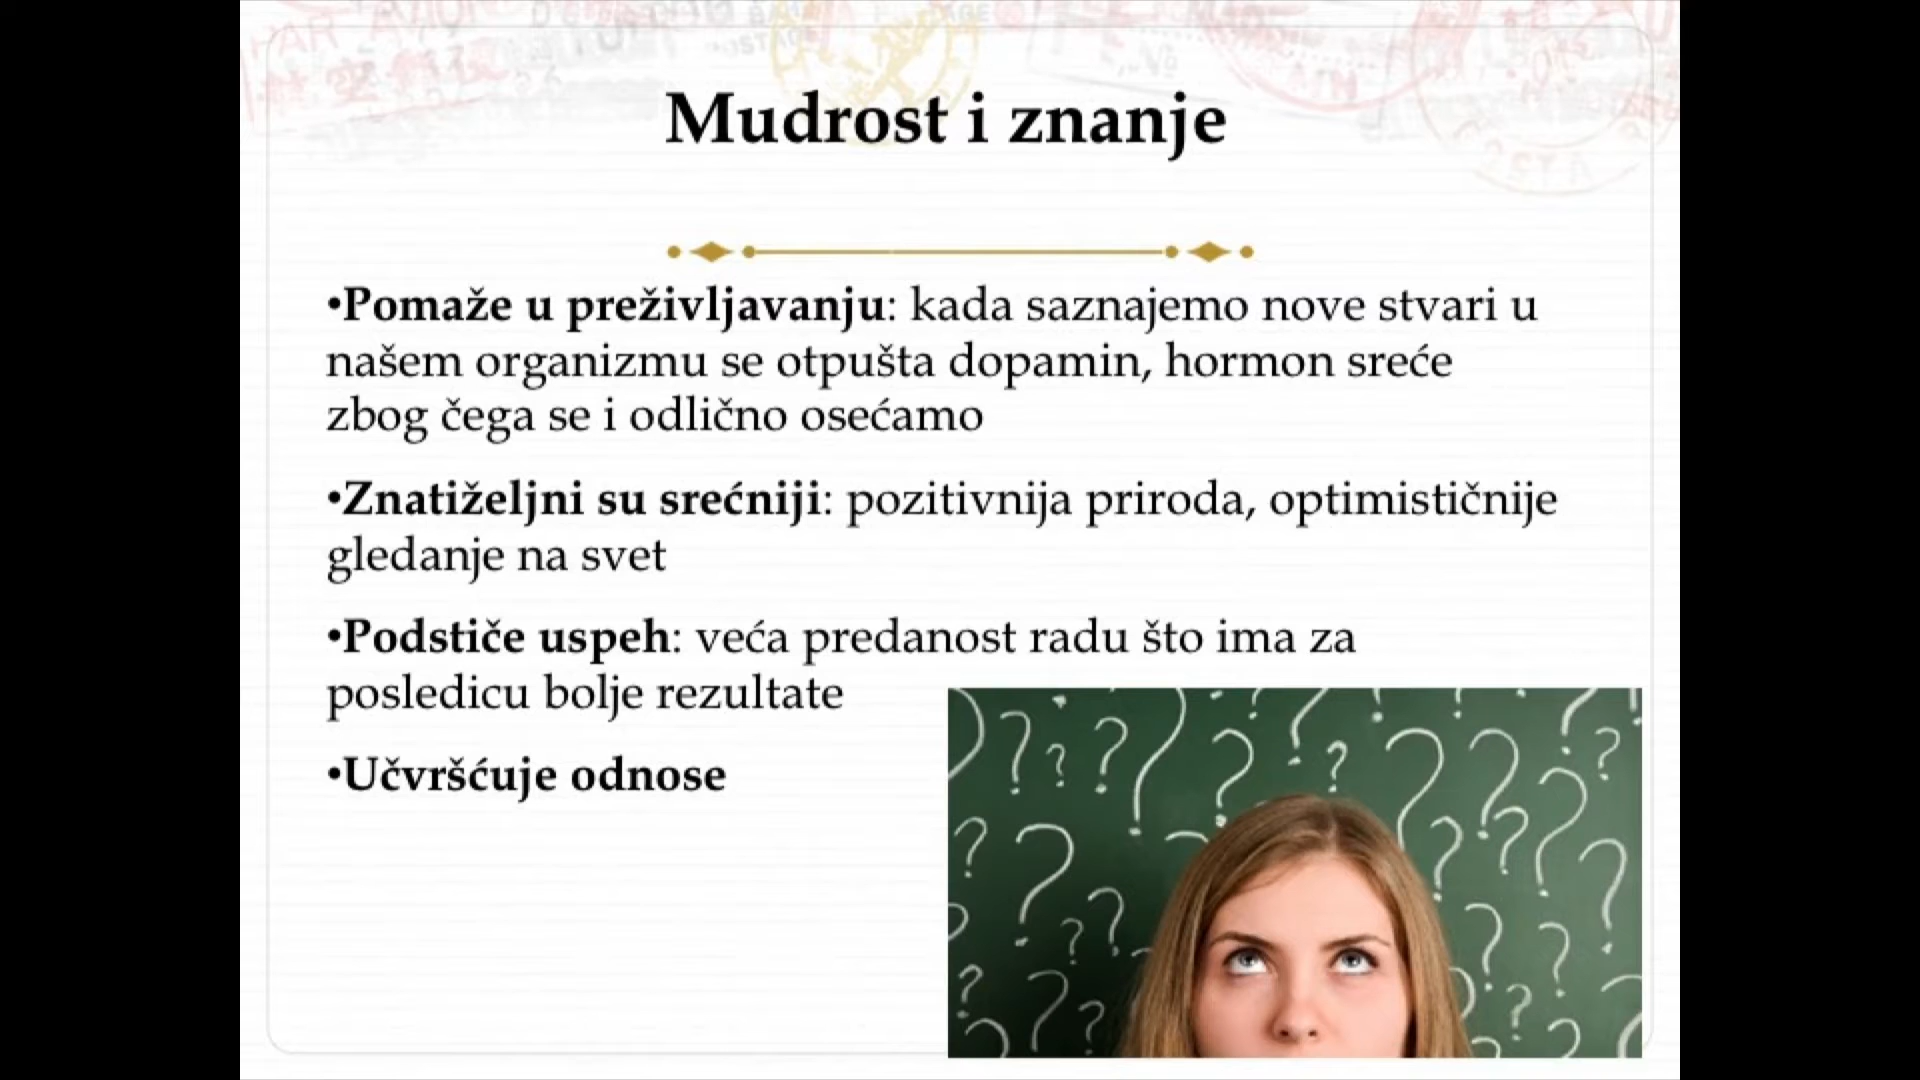 Mudrost i znanje
•Pomaže u preživljavanju: kada saznajemo nove stvari u
našem organizmu se otpušta dopamin, hormon sreće
zbog čega se i odlično osećamo
•Znatiželjni su srećniji: pozitivnija priroda, optimističnije
gledanje na svet
•Podstiče uspeh: veća predanost radu što ima za
posledicu bolje rezultate
•Učvršćuje odnose